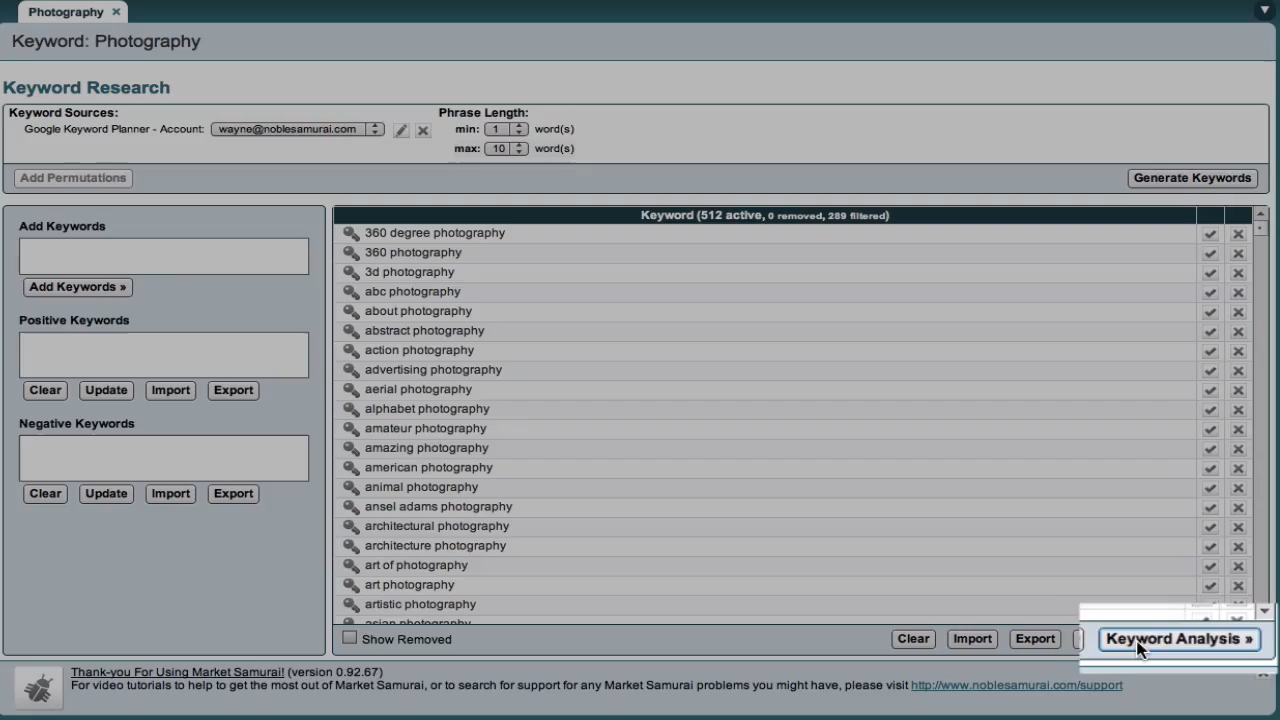 Photography
Keyword: Photography
Keyword Research
Keyword Sources:
Google Keyword Planner - Account: wayne@noblesamurai.com
Phrase Length:
min: 1 word(s)
max: 10 word(s)
Add Permutations
Generate Keywords
Add Keywords
Add Keywords »
Positive Keywords
Clear Update Import Export
Negative Keywords
Clear Update Import Export
Keyword (512 active, 0 removed, 289 filtered)
360 degree photography
360 photography
3d photography
abc photography
about photography
abstract photography
action photography
advertising photography
aerial photography
alphabet photography
amateur photography
amazing photography
american photography
animal photography
ansel adams photography
architectural photography
architecture photography
art of photography
art photography
artistic photography
asian photography
Show Removed
Clear Import Export Keyword Analysis »
Thank-you For Using Market Samurai! (version 0.92.67)
For video tutorials to help to get the most out of Market Samurai, or to search for support for any Market Samurai problems you might have, please visit http://www.noblesamurai.com/support